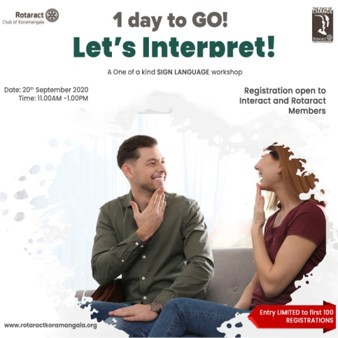 Rotaract
Club of Koramangala
1 day to GO!
Let's Interpret!
A One of a kind SIGN LANGUAGE workshop
Date: 20th September 2020
Time: 11.00AM -1.00PM
Registration open to
Interact and Rotaract
Members
Entry LIMITED to first 100
REGISTRATIONS
www.rotaractkoramangala.org